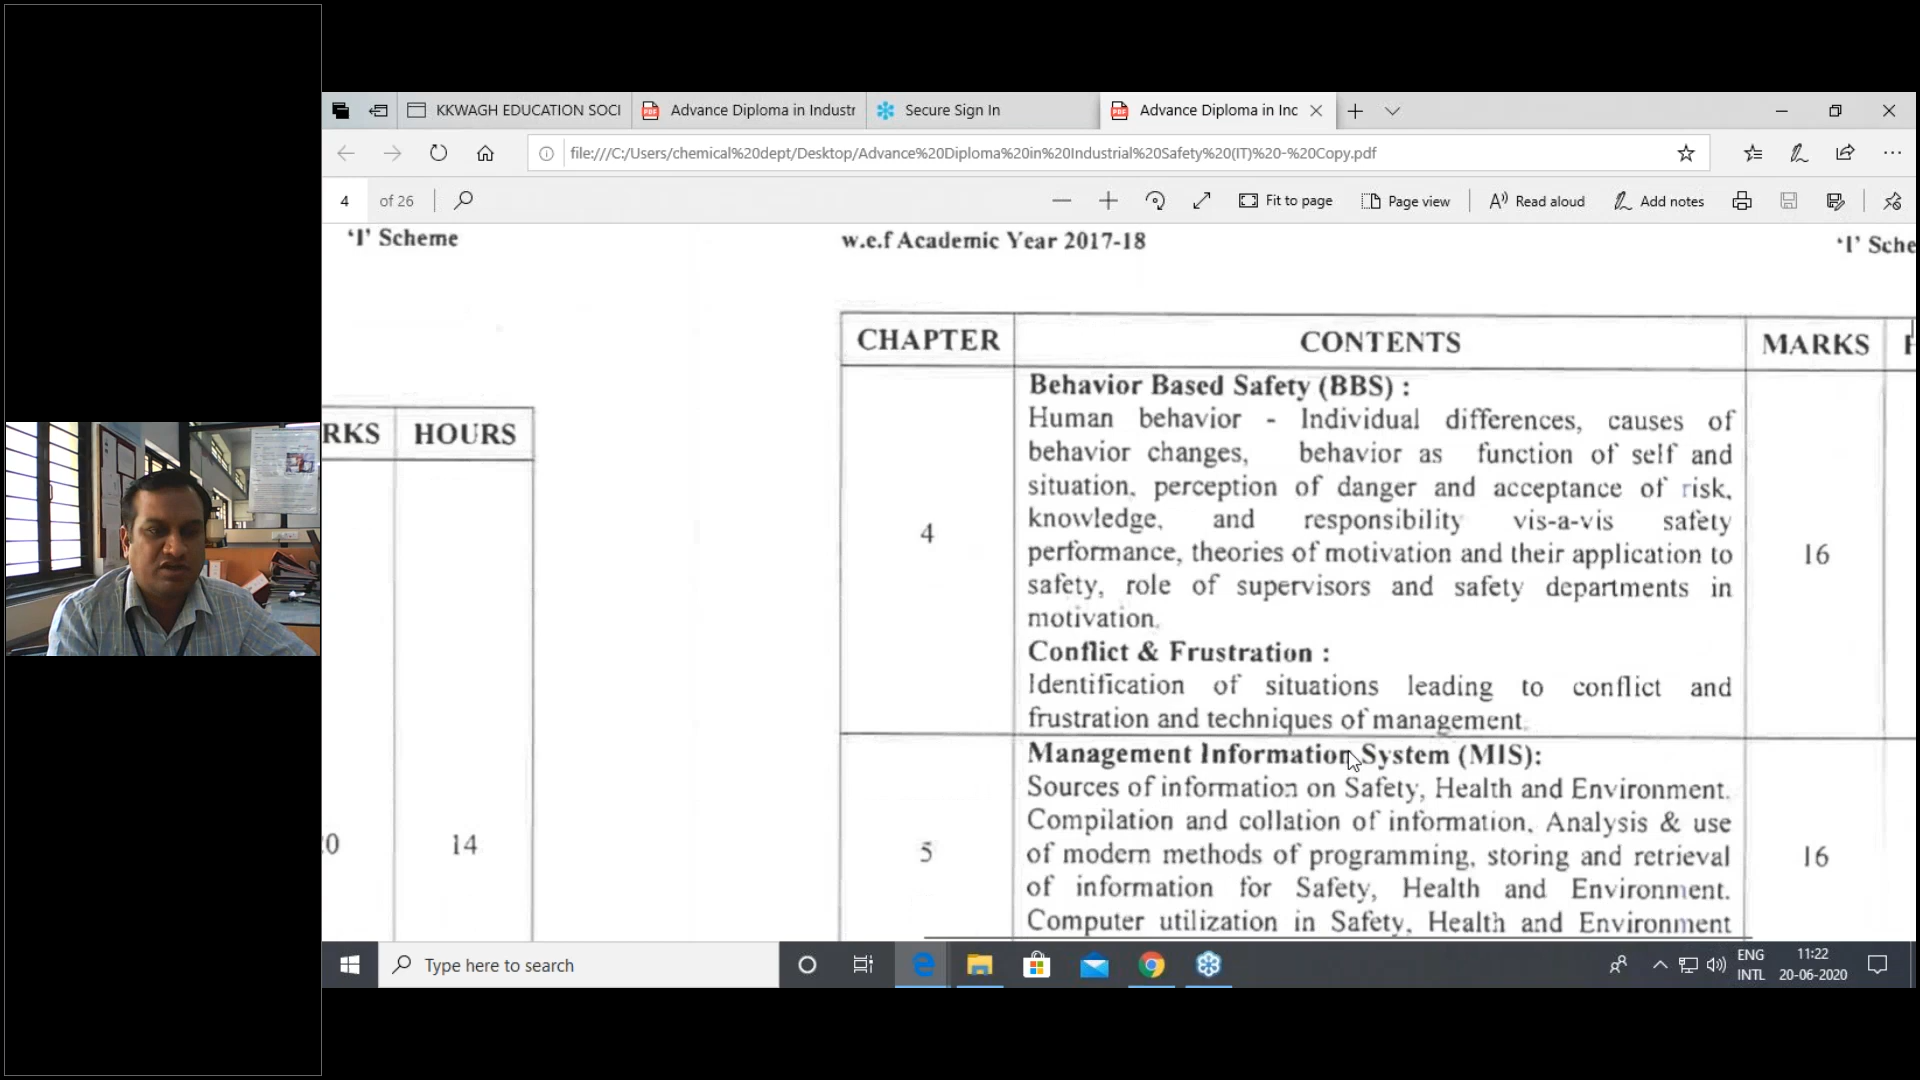 KKWAGH EDUCATION SOCI
Advance Diploma in Industr
Secure Sign In
Advance Diploma in Inc
file:///C:/Users/chemical%20dept/Desktop/Advance%20Diploma%20in%20Industrial%20Safety%20(IT)%20-%20Copy.pdf
4 of 26
Fit to page
Page view
Read aloud
Add notes
'I' Scheme
w.e.f Academic Year 2017-18
'I' Sche
RKS HOURS
14
CHAPTER CONTENTS MARKS
Behavior Based Safety (BBS) :
Human behavior - Individual differences, causes of
behavior changes, behavior as function of self and
situation, perception of danger and acceptance of risk,
knowledge, and responsibility vis-a-vis safety
performance, theories of motivation and their application to
safety, role of supervisors and safety departments in
motivation.
4
16
Conflict & Frustration :
Identification of situations leading to conflict and
frustration and techniques of management.
Management Information System (MIS):
Sources of information on Safety, Health and Environment.
Compilation and collation of information, Analysis & use
of modern methods of programming, storing and retrieval
of information for Safety, Health and Environment.
Computer utilization in Safety, Health and Environment
5
16
Type here to search
ENG
INTL
11:22
20-06-2020